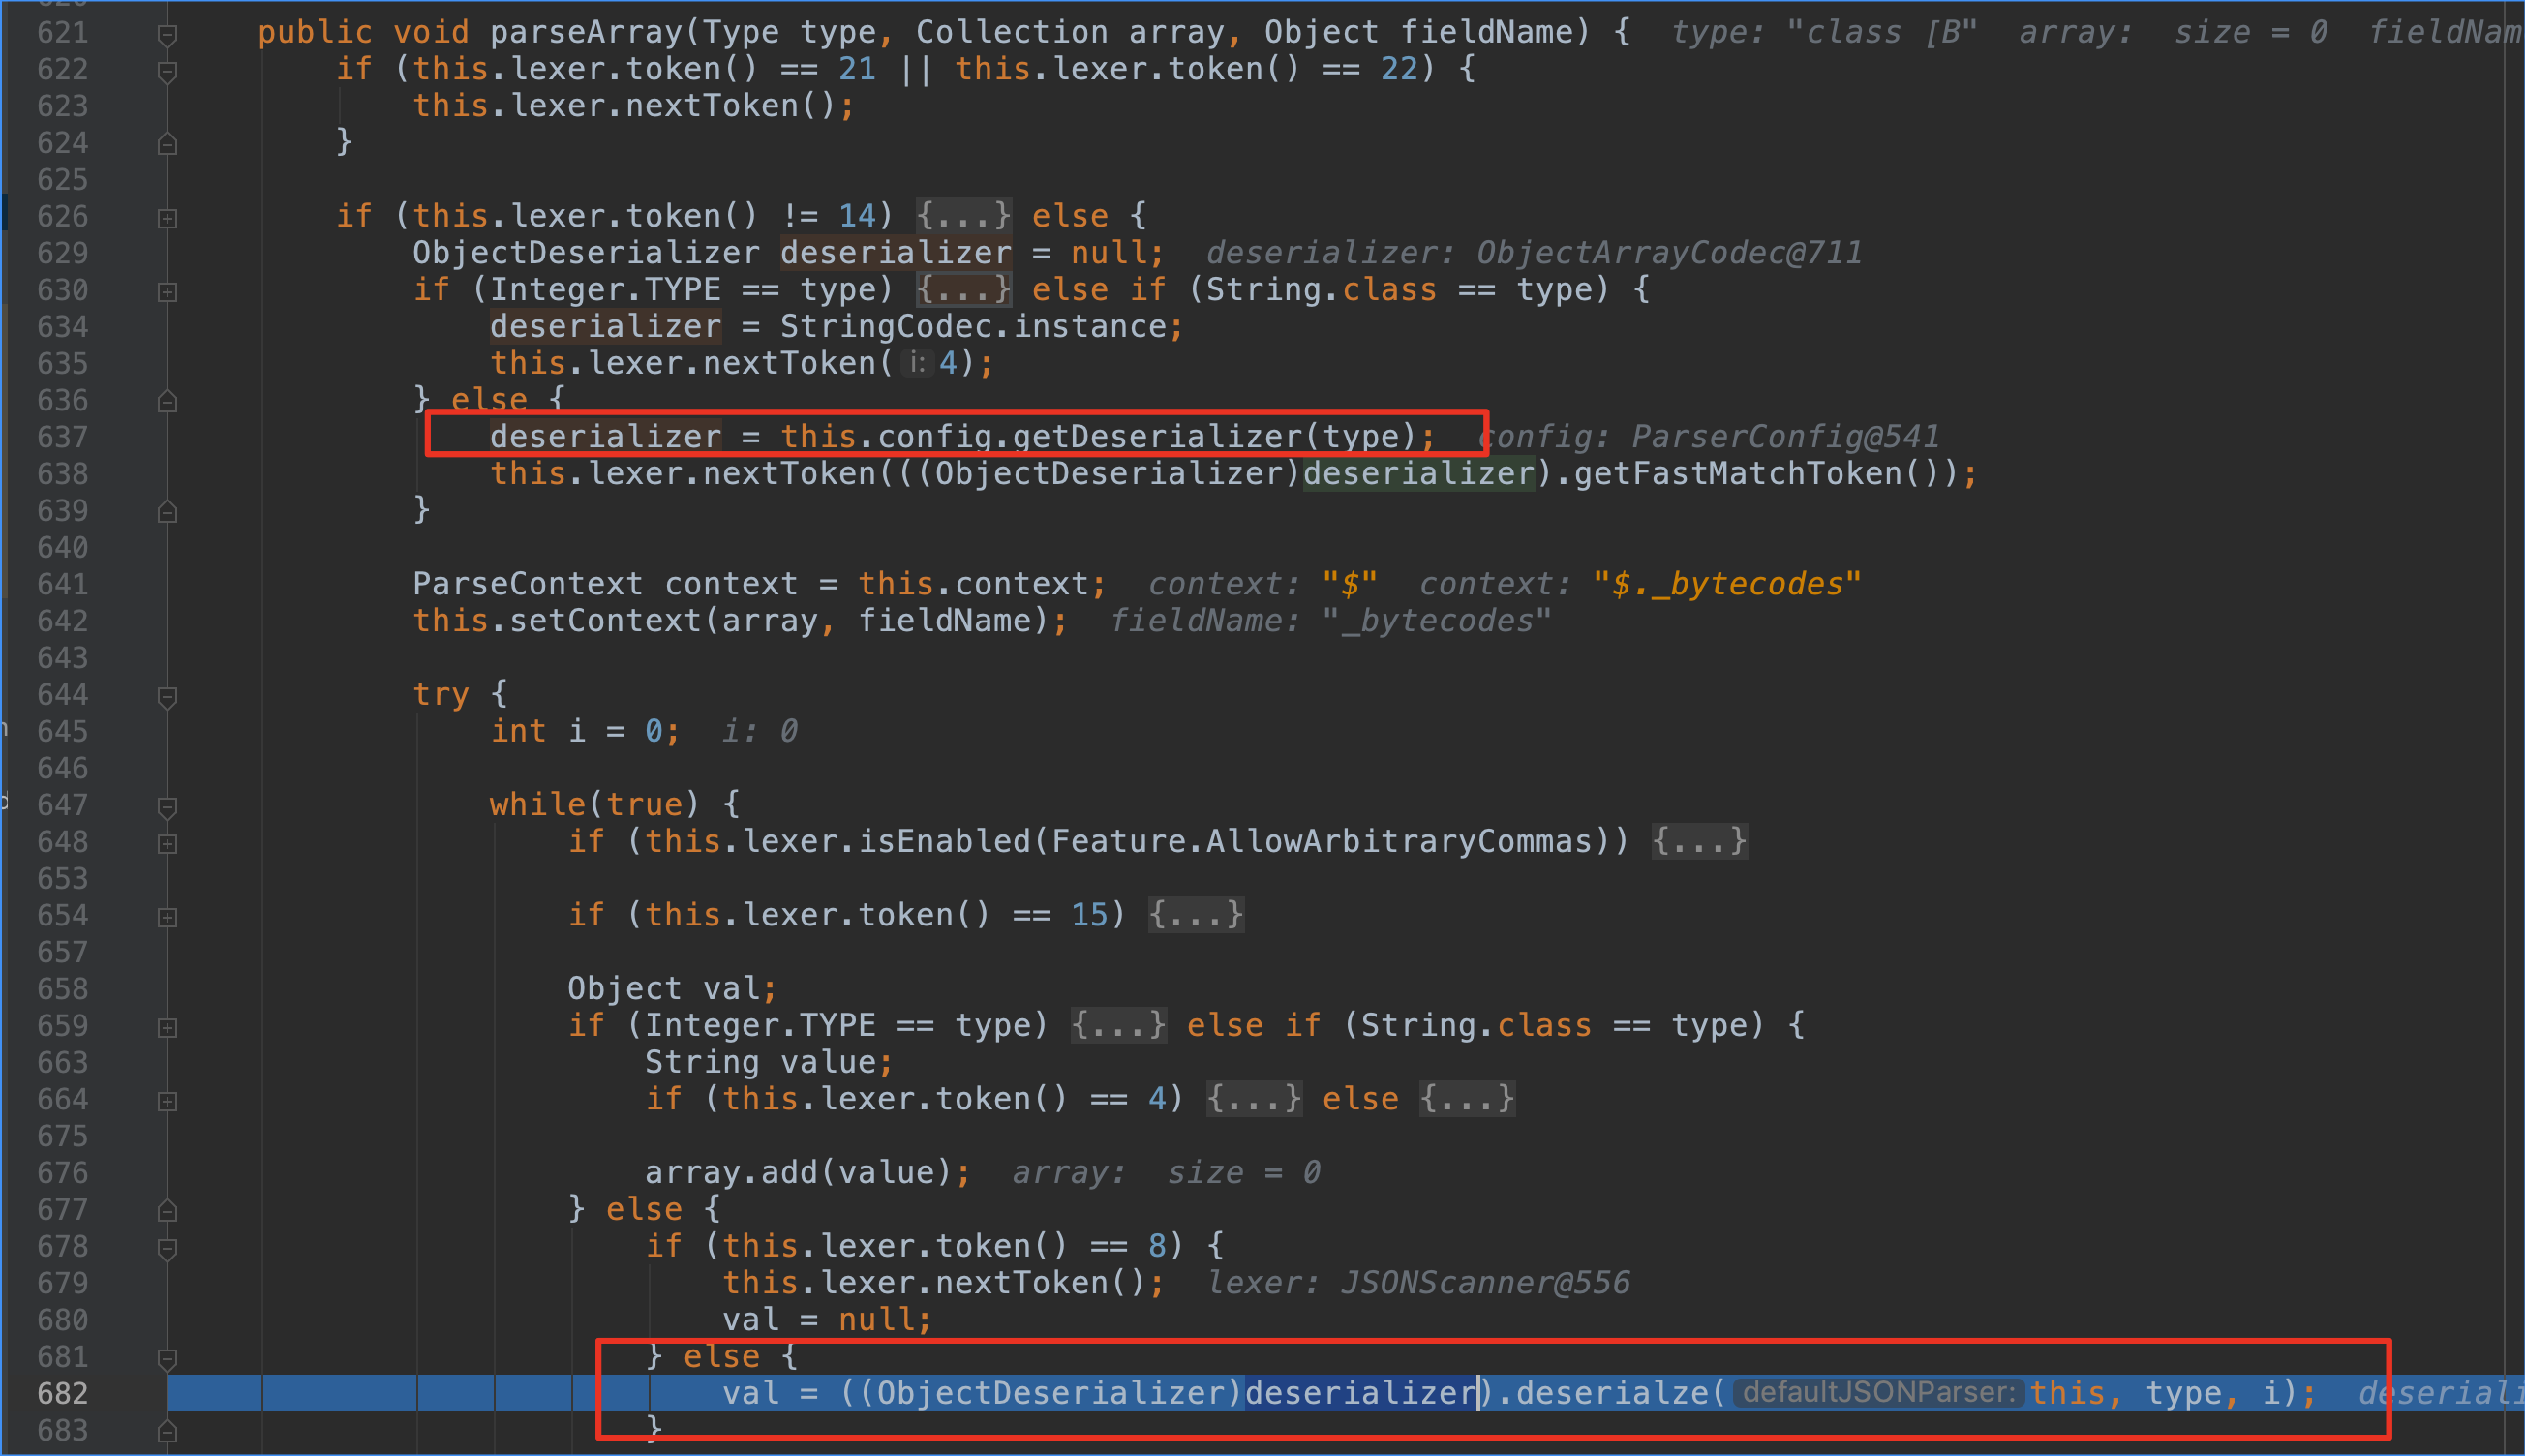 621 public void parseArray(Type type, Collection array, Object fieldName) { type: "class [B" array: size = 0 fieldNam
622 if (this.lexer.token() == 21 || this.lexer.token() == 22) {
623 this.lexer.nextToken();
624 }
625
626 if (this.lexer.token() != 14) {...} else {
629 ObjectDeserializer deserializer = null; deserializer: ObjectArrayCodec@711
630 if (Integer.TYPE == type) {...} else if (String.class == type) {
634 deserializer = StringCodec.instance;
635 this.lexer.nextToken( i: 4);
636 } else {
637 deserializer = this.config.getDeserializer(type); config: ParserConfig@541
638 this.lexer.nextToken(((ObjectDeserializer)deserializer).getFastMatchToken());
639 }
640
641 ParseContext context = this.context; context: "$" context: "$._bytecodes"
642 this.setContext(array, fieldName); fieldName: "_bytecodes"
643
644 try {
645 int i = 0; i: 0
646
647 while(true) {
648 if (this.lexer.isEnabled(Feature.AllowArbitraryCommas)) {...}
653
654 if (this.lexer.token() == 15) {...}
657
658 Object val;
659 if (Integer.TYPE == type) {...} else if (String.class == type) {
663 String value;
664 if (this.lexer.token() == 4) {...} else {...}
675
676 array.add(value); array: size = 0
677 } else {
678 if (this.lexer.token() == 8) {
679 this.lexer.nextToken(); lexer: JSONScanner@556
680 val = null;
681 } else {
682 val = ((ObjectDeserializer)deserializer).deserialze( defaultJSONParser: this, type, i); deseriali
683 }